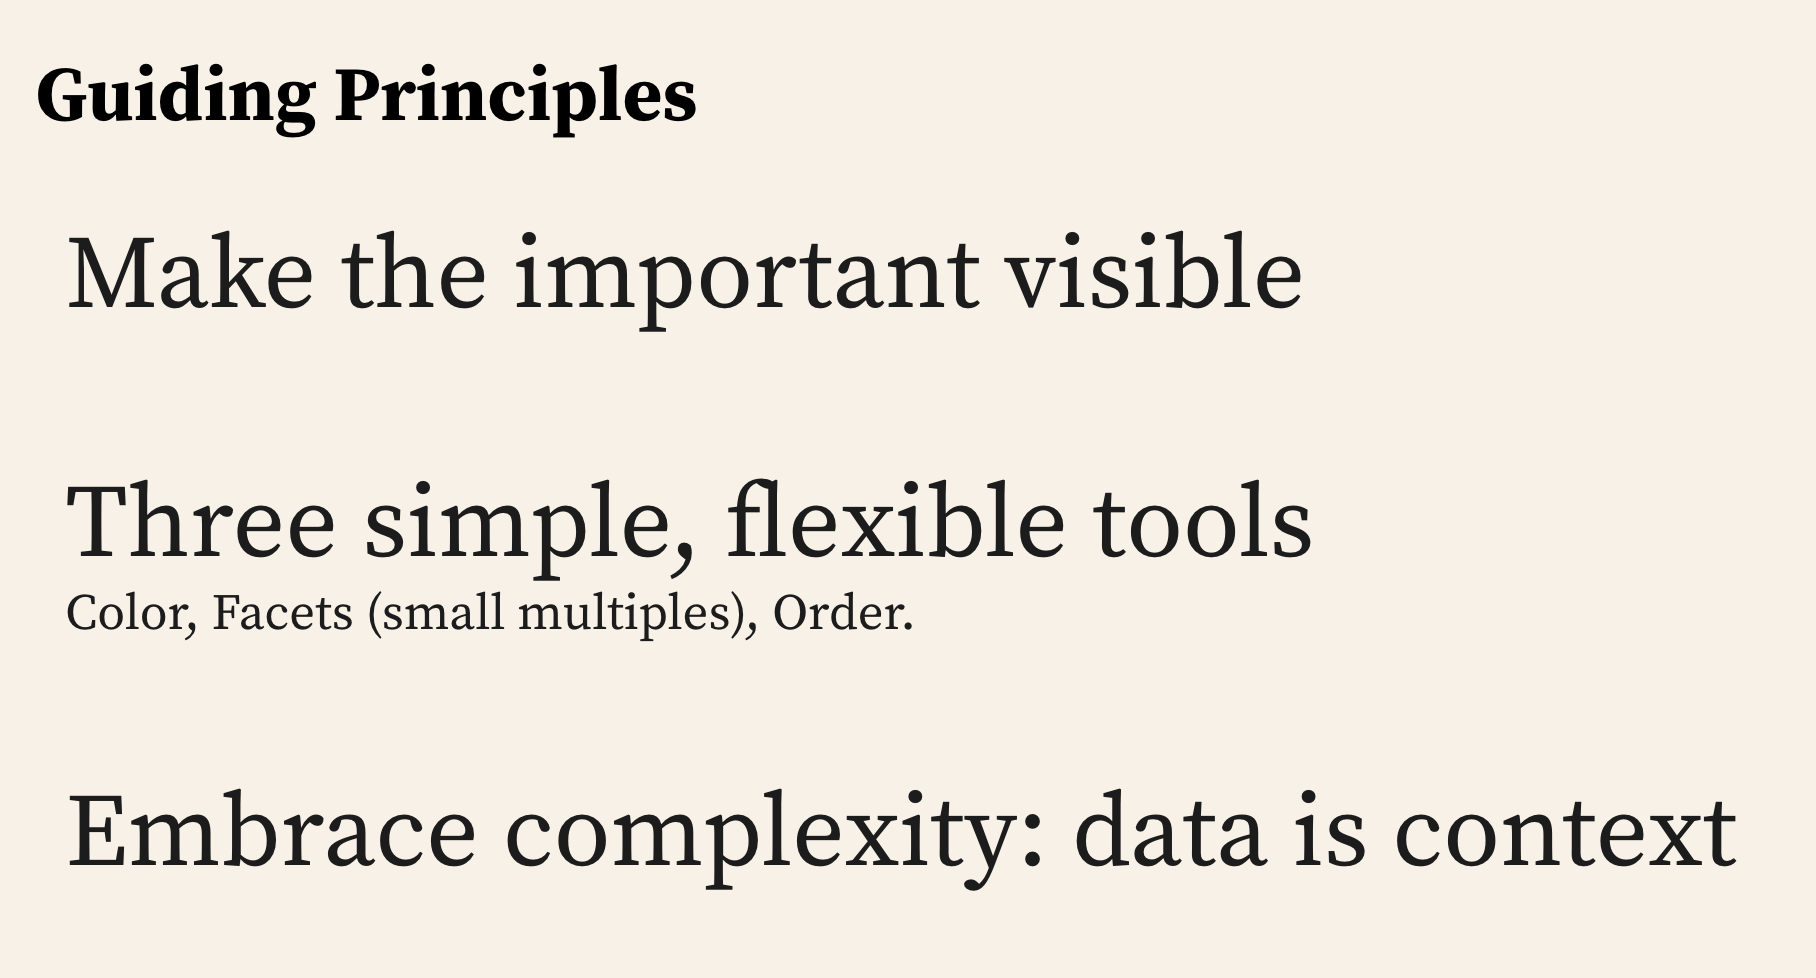 Guiding Principles
Make the important visible
Three simple, flexible tools
Color, Facets (small multiples), Order.
Embrace complexity: data is context